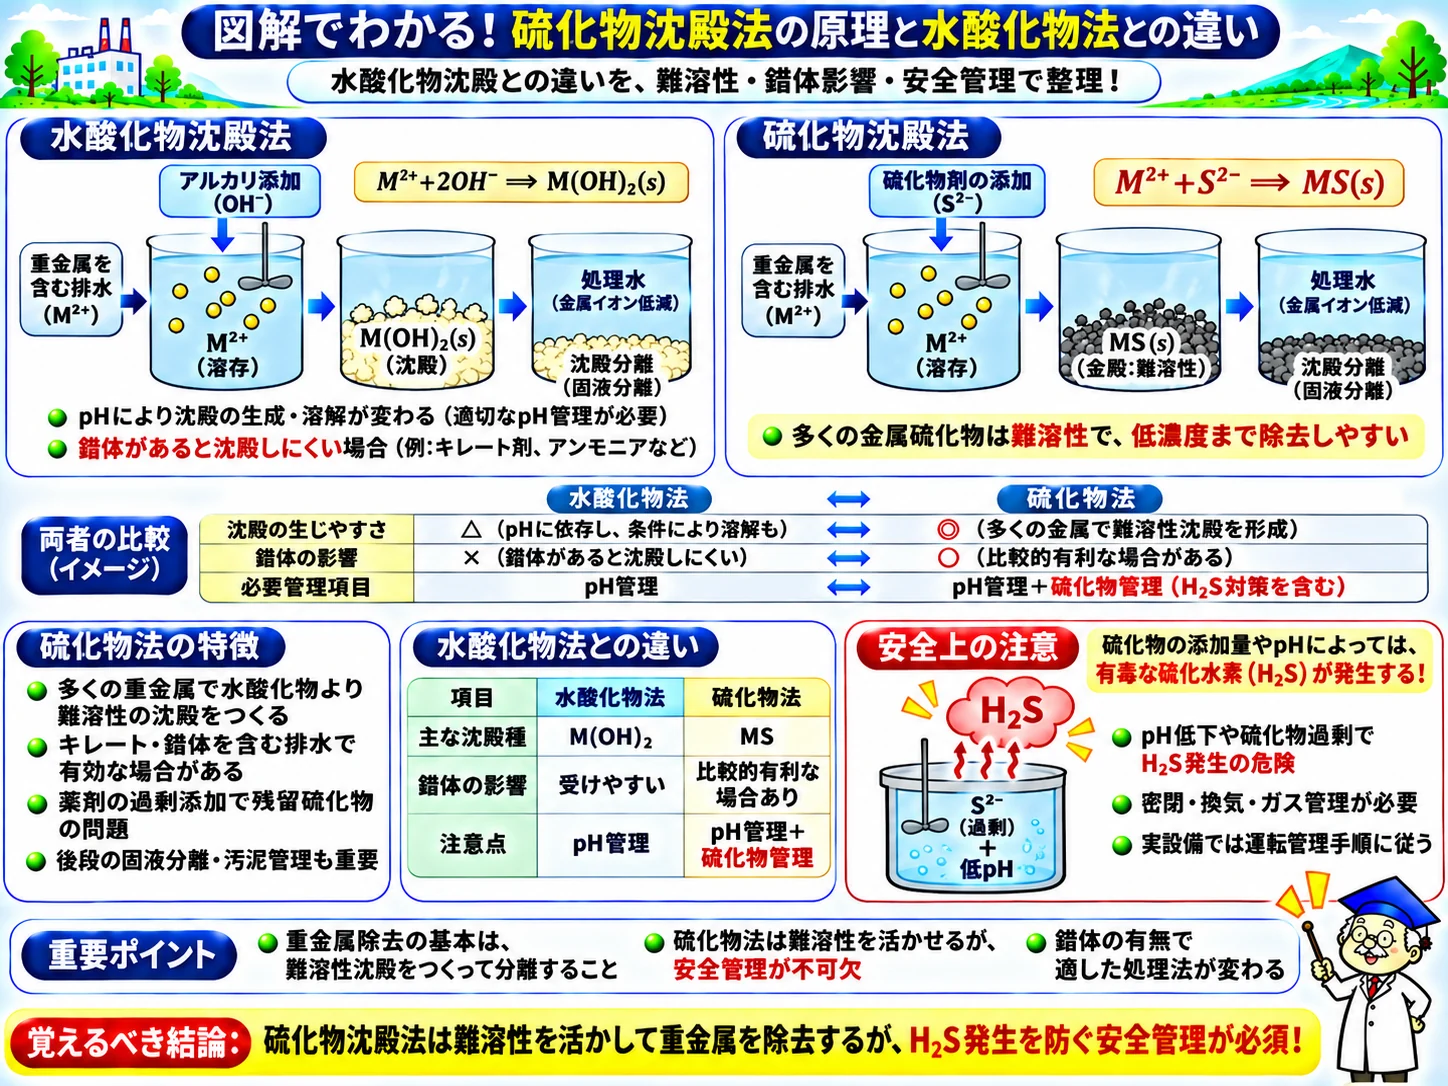 図解でわかる！硫化物沈殿法の原理と水酸化物法との違い
水酸化物沈殿との違いを、難溶性・錯体影響・安全管理で整理！
水酸化物沈殿法
アルカリ添加
（OH⁻）
M²⁺+2OH⁻ ⟹ M(OH)₂(s)
重金属を
含む排水
（M²⁺）
M²⁺
（溶存）
M(OH)₂(s)
（沈殿）
処理水
（金属イオン低減）
沈殿分離
（固液分離）
pHにより沈殿の生成・溶解が変わる（適切なpH管理が必要）
錯体があると沈殿しにくい場合（例：キレート剤、アンモニアなど）
硫化物沈殿法
硫化物剤の添加
（S²⁻）
M²⁺+S²⁻ ⟹ MS(s)
重金属を
含む排水
（M²⁺）
M²⁺
（溶存）
MS(s)
（金殿：難溶性）
処理水
（金属イオン低減）
沈殿分離
（固液分離）
多くの金属硫化物は難溶性で、低濃度まで除去しやすい
両者の比較
（イメージ）
水酸化物法 ⟷ 硫化物法
沈殿の生じやすさ △（pHに依存し、条件により溶解も） ⟷ ◎（多くの金属で難溶性沈殿を形成）
錯体の影響 ×（錯体があると沈殿しにくい） ⟷ ○（比較的有利な場合がある）
必要管理項目 pH管理 ⟷ pH管理＋硫化物管理（H₂S対策を含む）
硫化物法の特徴
多くの重金属で水酸化物より
難溶性の沈殿をつくる
キレート・錯体を含む排水で
有効な場合がある
薬剤の過剰添加で残留硫化物
の問題
後段の固液分離・汚泥管理も重要
水酸化物法との違い
項目 水酸化物法 硫化物法
主な沈殿種 M(OH)₂ MS
錯体の影響 受けやすい 比較的有利な
場合あり
注意点 pH管理 pH管理＋
硫化物管理
安全上の注意
硫化物の添加量やpHによっては、
有毒な硫化水素（H₂S）が発生する！
H₂S
S²⁻
（過剰）
＋
低pH
pH低下や硫化物過剰で
H₂S発生の危険
密閉・換気・ガス管理が必要
実設備では運転管理手順に従う
重要ポイント
重金属除去の基本は、
難溶性沈殿をつくって分離すること
硫化物法は難溶性を活かせるが、
安全管理が不可欠
錯体の有無で
適した処理法が変わる
覚えるべき結論：
硫化物沈殿法は難溶性を活かして重金属を除去するが、H₂S発生を防ぐ安全管理が必須！